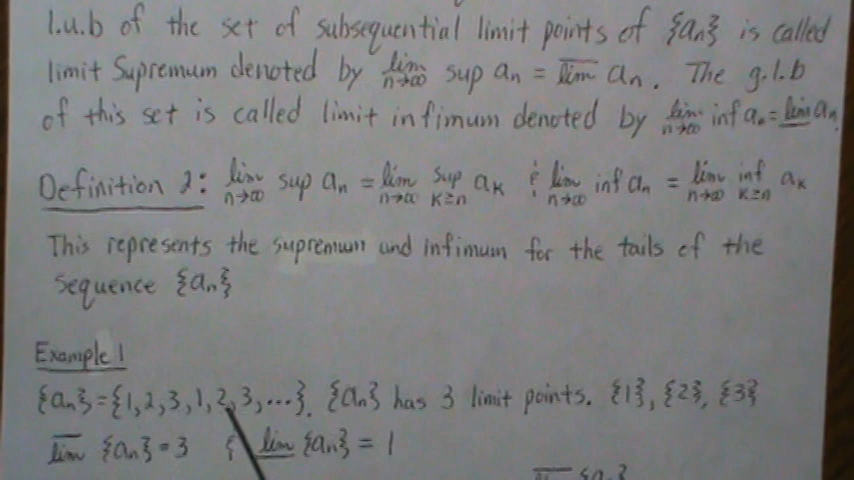 l.u.b of the set of subsequential limit points of {aₙ} is called
limit Supremum denoted by lim n→∞ sup aₙ = l̅i̅m̅ aₙ. The g.l.b
of this set is called limit infimum denoted by lim n→∞ inf aₙ = l̲i̲m̲ aₙ.
Definition 2: lim n→∞ sup aₙ = lim n→∞ sup K≥n aₖ & lim n→∞ inf aₙ = lim n→∞ inf K≥n aₖ
This represents the supremum and infimum for the tails of the
sequence {aₙ}
Example 1
{aₙ} = {1, 2, 3, 1, 2, 3, ...}. {aₙ} has 3 limit points. {1}, {2}, {3}
l̅i̅m̅ {aₙ} = 3 & l̲i̲m̲ {aₙ} = 1